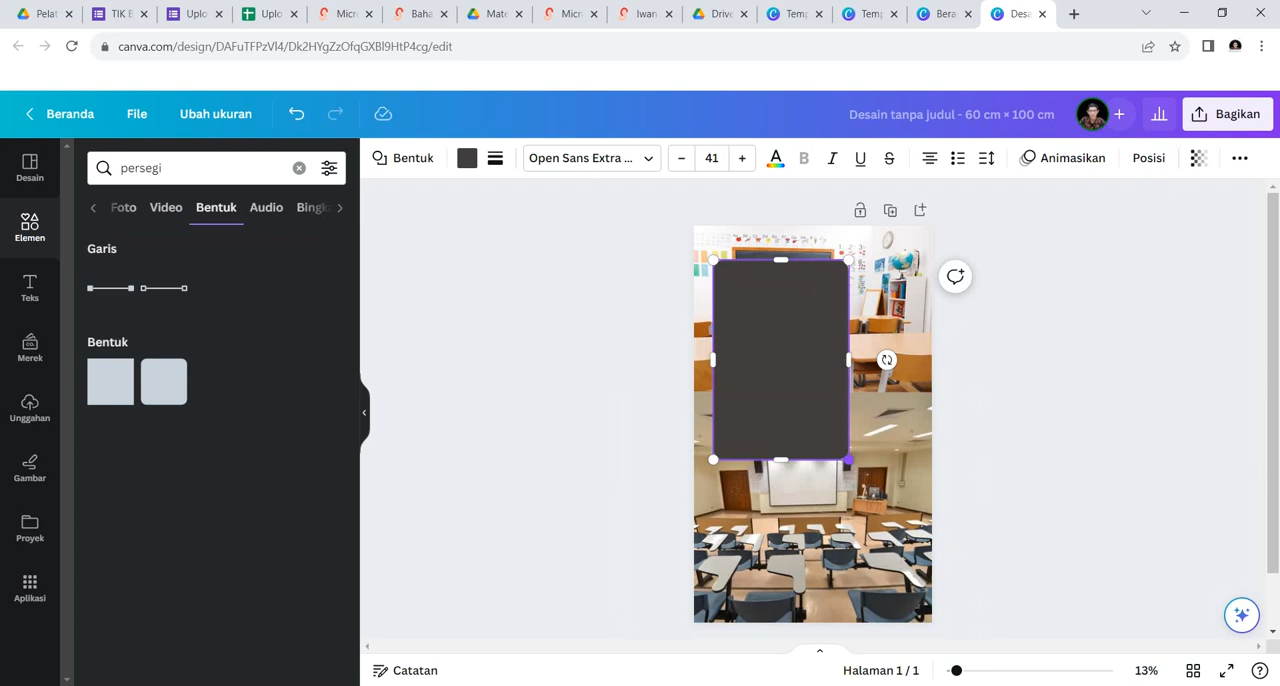 Pelat
TIK B
Uplo
Uplo
Micro
Baha
Mate
Micro
Iwan
Drive
Temp
Temp
Bera
Desa
canva.com/design/DAFuTFPzVl4/Dk2HYgZzOfqGXBl9HtP4cg/edit
Beranda File Ubah ukuran Desain tanpa judul - 60 cm × 100 cm Bagikan
Desain
Elemen
Teks
Merek
Unggahan
Gambar
Proyek
Aplikasi
persegi
Foto Video Bentuk Audio Bingk
Garis
Bentuk
Bentuk Open Sans Extra ... – 41 + A B I U S Animasikan Posisi
Catatan Halaman 1 / 1 13%